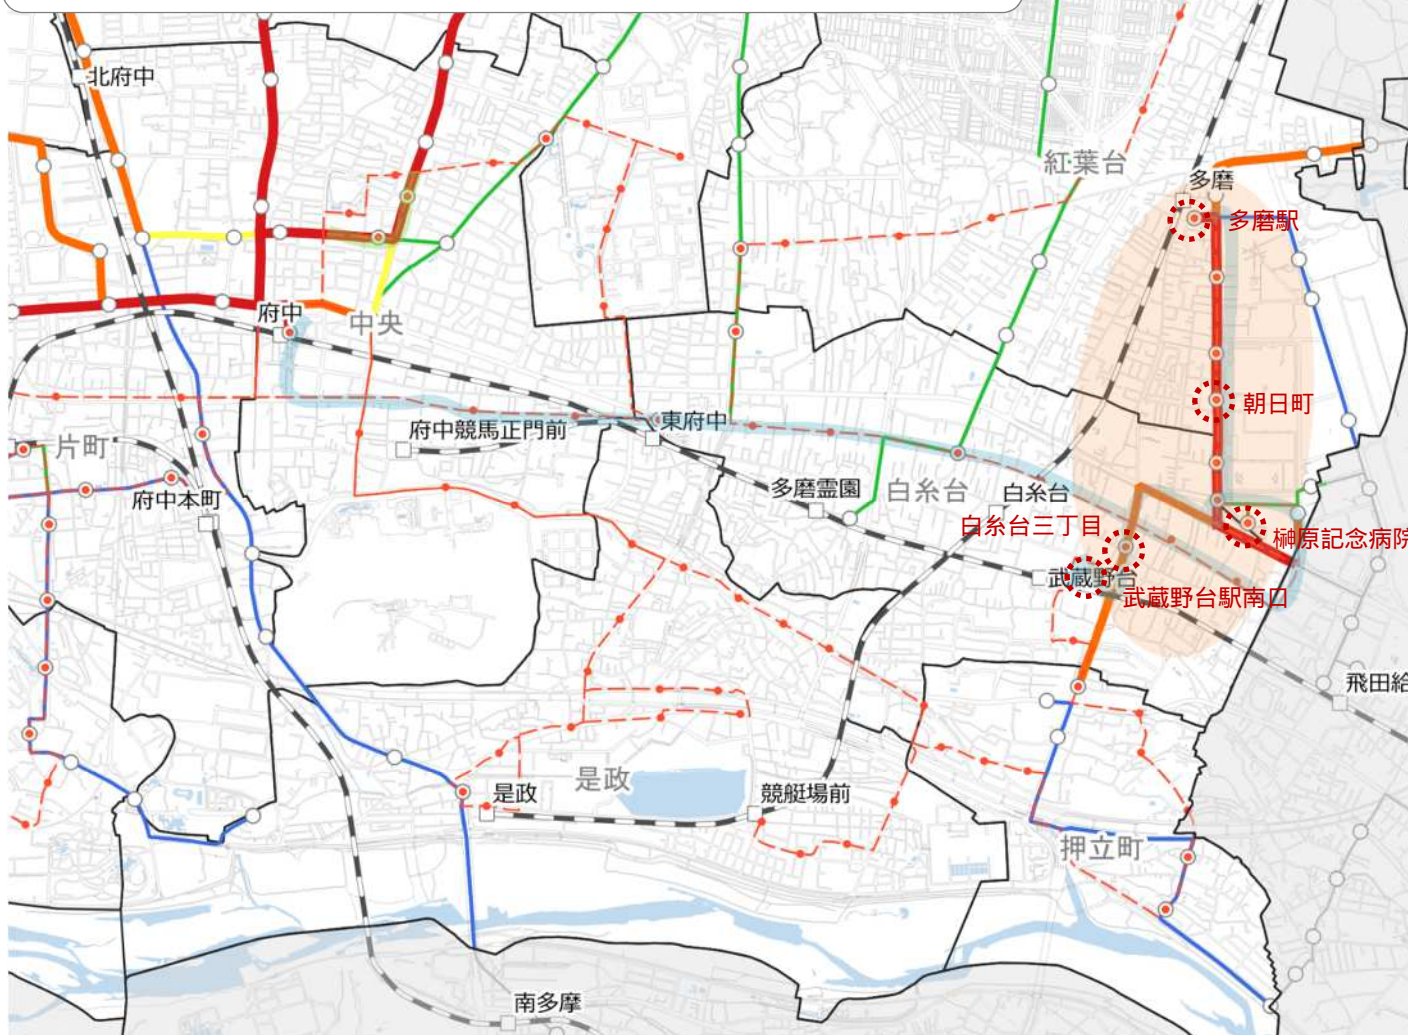 北府中
紅葉台
多磨
多磨駅
府中
中央
朝日町
東府中
府中競馬正門前
片町
府中本町
多磨霊園
白糸台
白糸台
白糸台三丁目
榊原記念病院
武蔵野台
武蔵野台駅南口
飛田給
是政
是政
競艇場前
押立町
南多摩